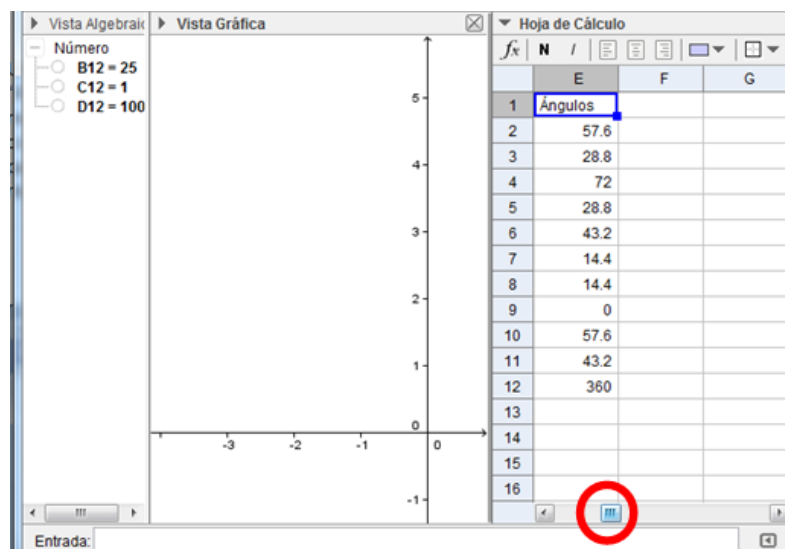 Vista Algebraic
Número
B12 = 25
C12 = 1
D12 = 100
Vista Gráfica
5
4
3
2
1
0
-3 -2 -1 0
-1
Hoja de Cálculo
fx N I
E F G
1 Ángulos
2 57.6
3 28.8
4 72
5 28.8
6 43.2
7 14.4
8 14.4
9 0
10 57.6
11 43.2
12 360
13
14
15
16
Entrada: